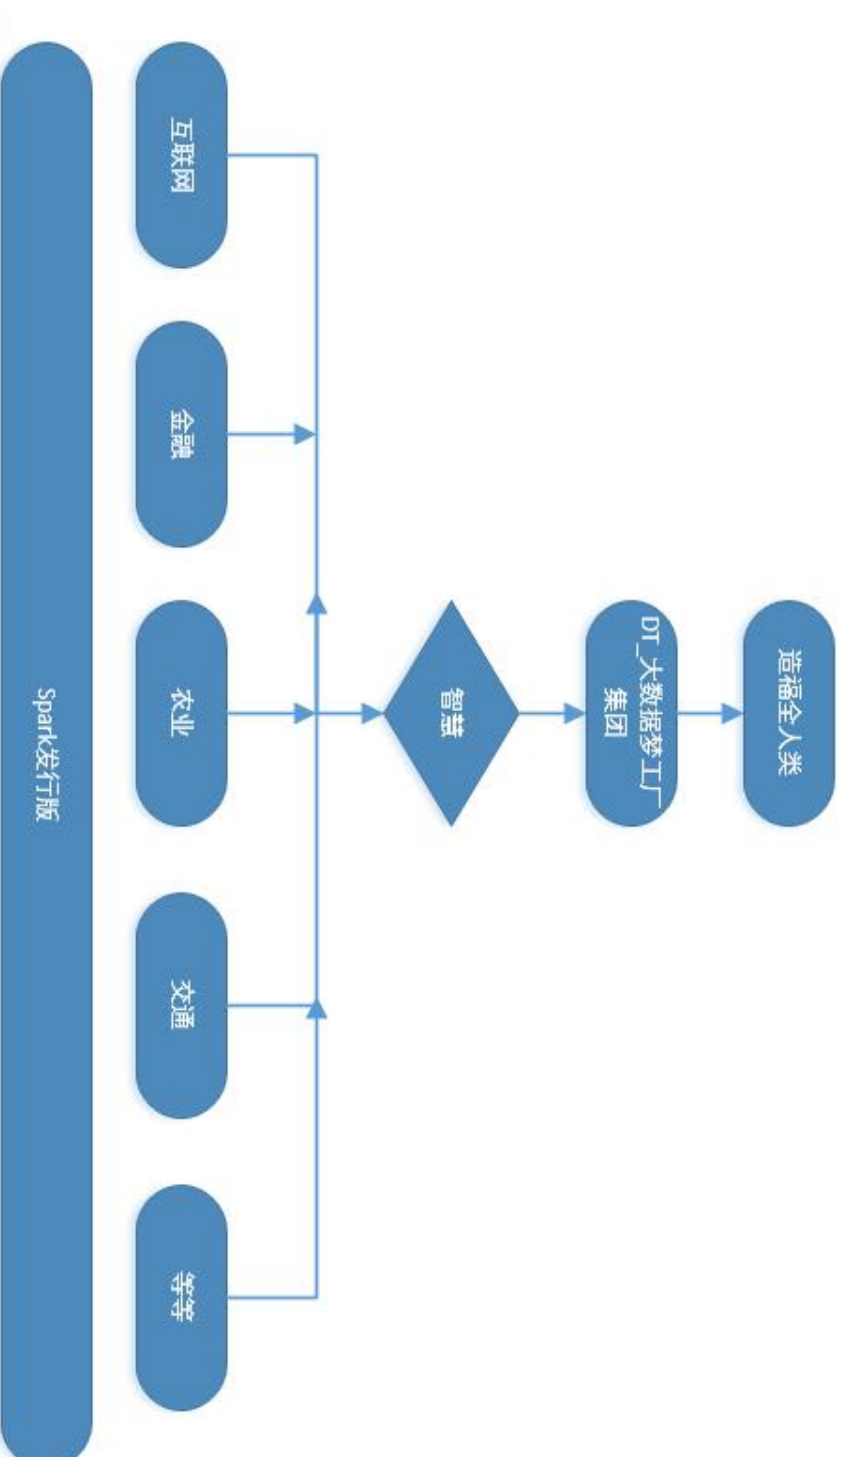 造福全人类
DT_大数据梦工厂
集团
智慧
互联网
金融
农业
交通
等等
Spark发行版